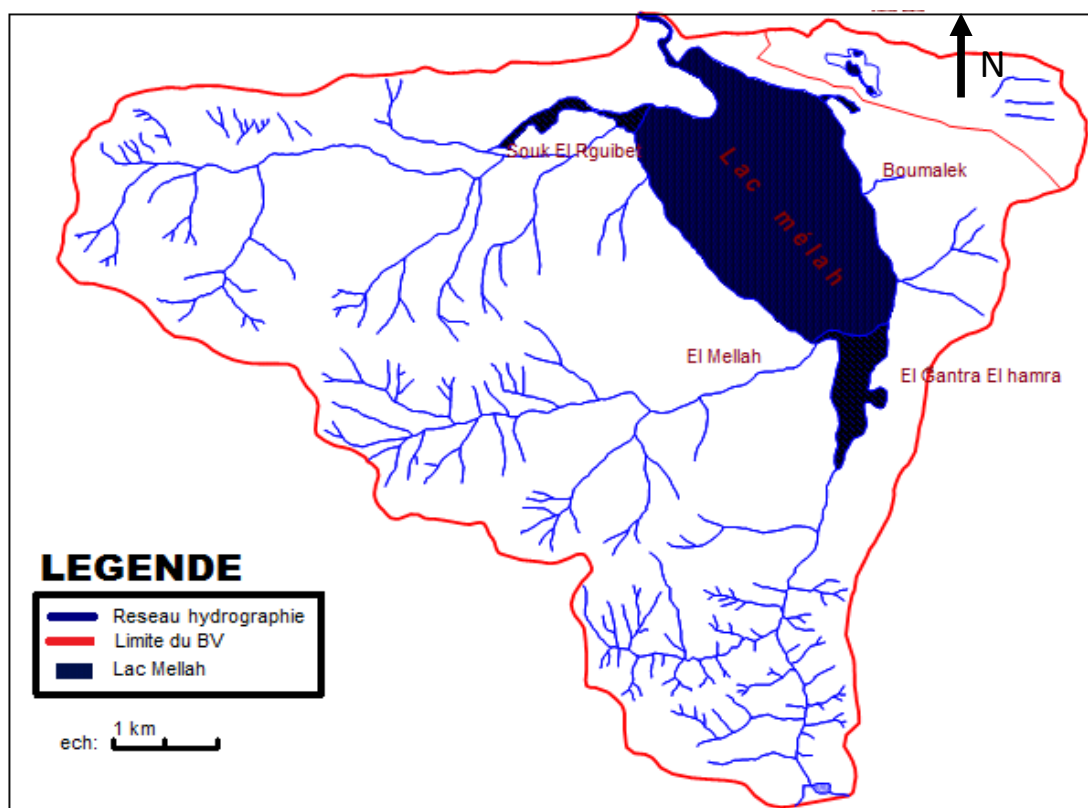 N
Souk El Rguibet
Boumalek
Lac mélah
El Mellah
El Gantra El hamra
LEGENDE
Reseau hydrographie
Limite du BV
Lac Mellah
ech: 1 km